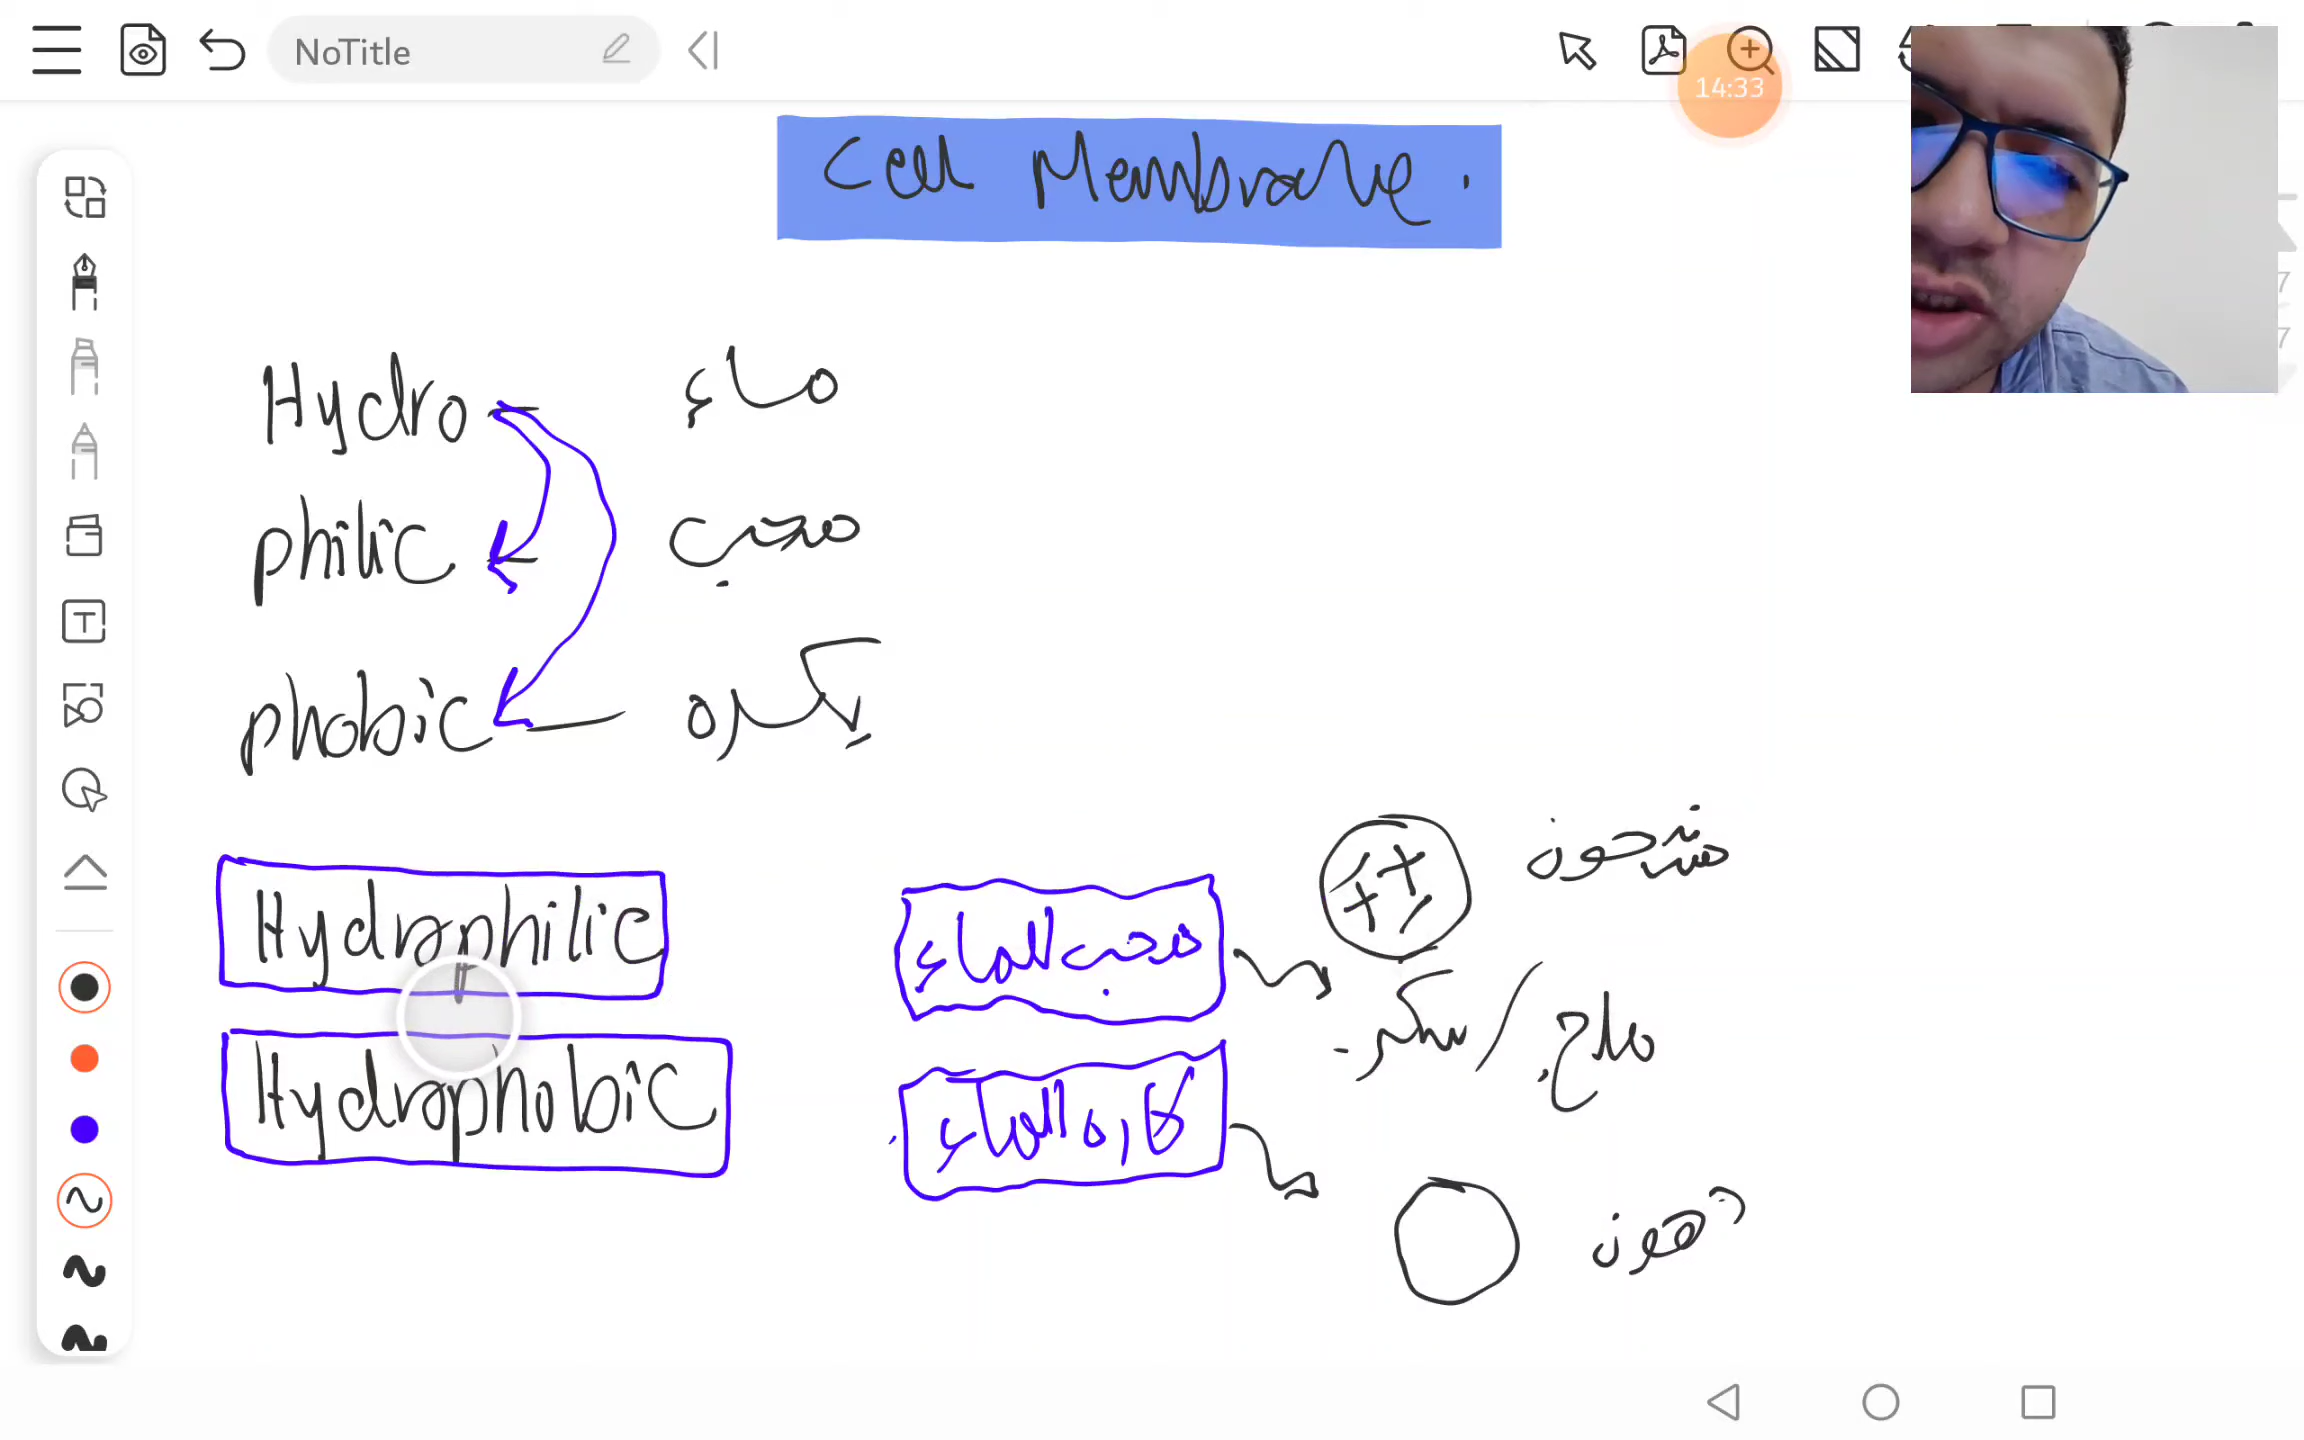 NoTitle
14:33
Cell Membrane.
Hydro ماء
philic محب
phobic يكره
Hydrophilic محب للماء مشحون
سكر / ملح
Hydrophobic كاره الماء
دهون